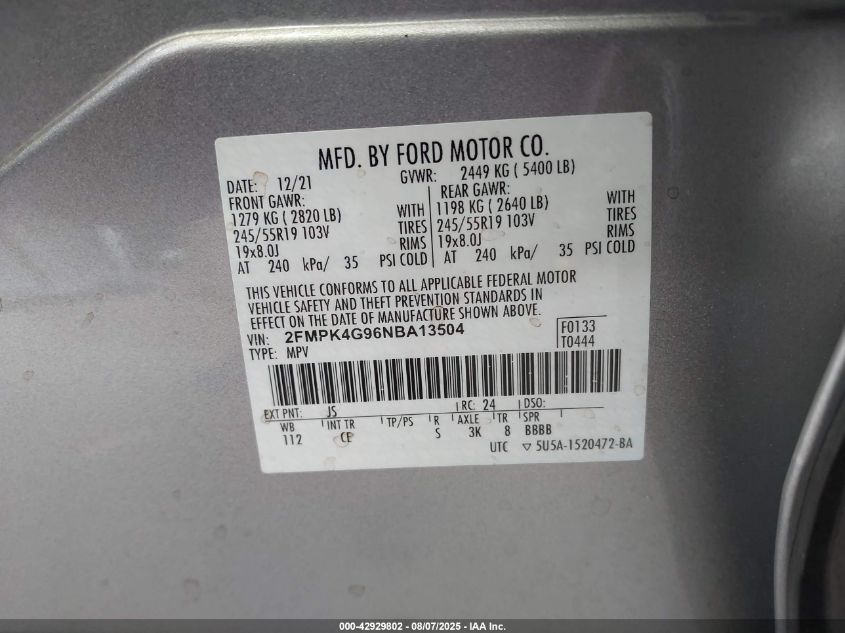 MFD. BY FORD MOTOR CO.
DATE: 12/21 GVWR: 2449 KG ( 5400 LB)
FRONT GAWR: REAR GAWR:
1279 KG ( 2820 LB) WITH 1198 KG ( 2640 LB) WITH
245/55R19 103V TIRES 245/55R19 103V TIRES
19x8.0J RIMS 19x8.0J RIMS
AT 240 kPa/ 35 PSI COLD AT 240 kPa/ 35 PSI COLD
THIS VEHICLE CONFORMS TO ALL APPLICABLE FEDERAL MOTOR
VEHICLE SAFETY AND THEFT PREVENTION STANDARDS IN
EFFECT ON THE DATE OF MANUFACTURE SHOWN ABOVE.
VIN: 2FMPK4G96NBA13504 F0133
TYPE: MPV T0444
EXT PNT: JS RC: 24 DSO:
WB INT TR TP/PS R AXLE TR SPR
112 CP S 3K 8 BBBB
UTC ▽ 5U5A-1520472-BA
000-42929802 - 08/07/2025 - IAA Inc.